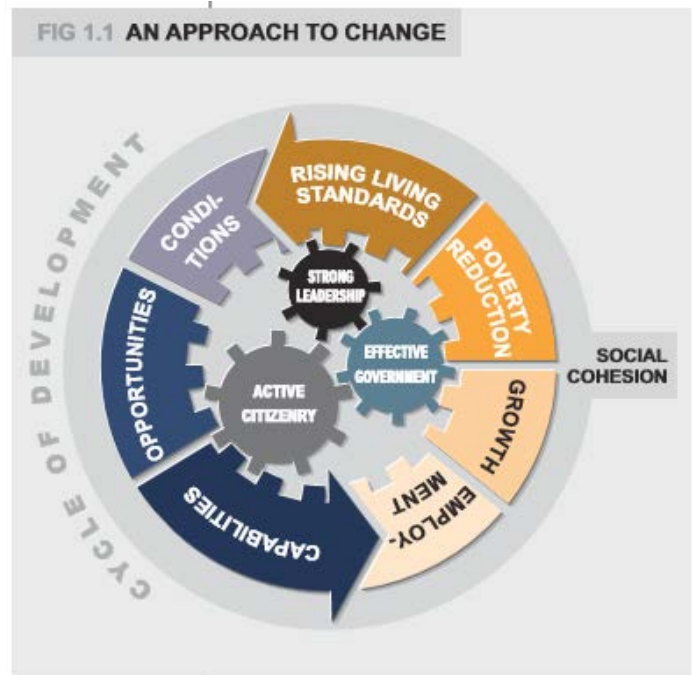 FIG 1.1 AN APPROACH TO CHANGE
CYCLE OF DEVELOPMENT
RISING LIVING
STANDARDS
POVERTY
REDUCTION
GROWTH
EMPLOY-
MENT
CAPABILITIES
OPPORTUNITIES
CONDI-
TIONS
STRONG
LEADERSHIP
EFFECTIVE
GOVERNMENT
ACTIVE
CITIZENRY
SOCIAL
COHESION